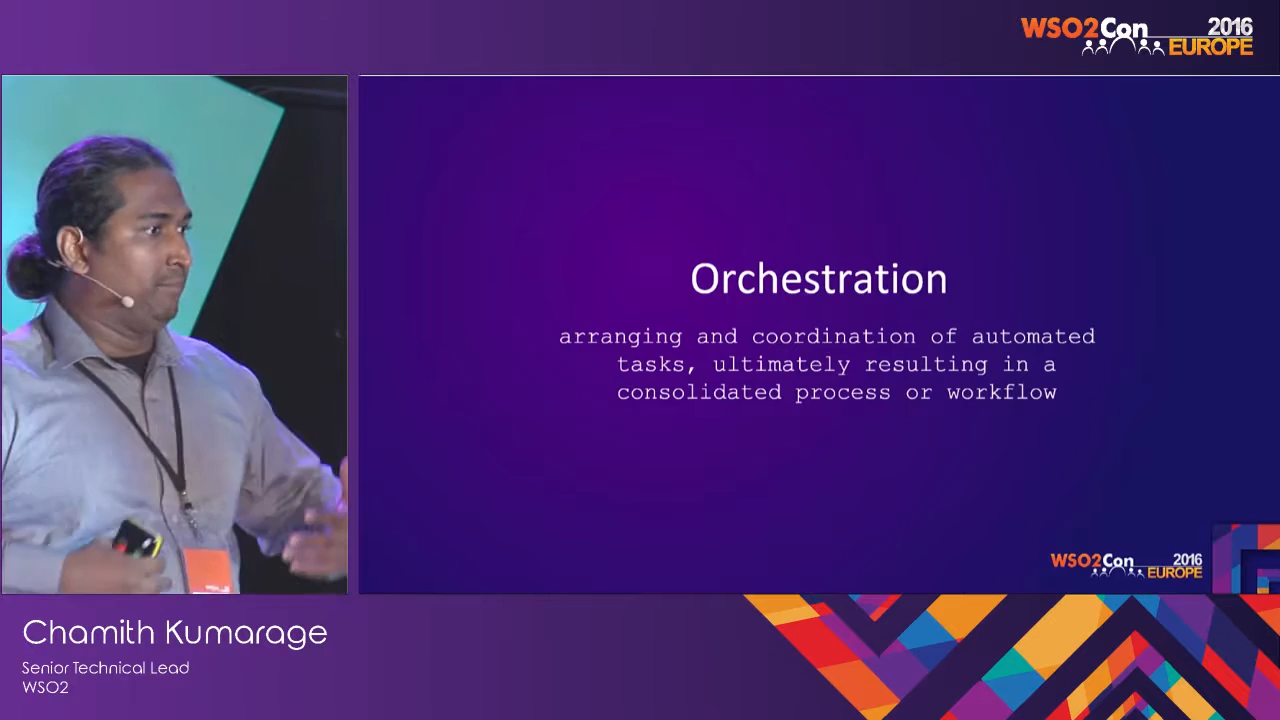 WSO2Con 2016
EUROPE
Orchestration
arranging and coordination of automated
tasks, ultimately resulting in a
consolidated process or workflow
WSO2Con 2016
EUROPE
Chamith Kumarage
Senior Technical Lead
WSO2